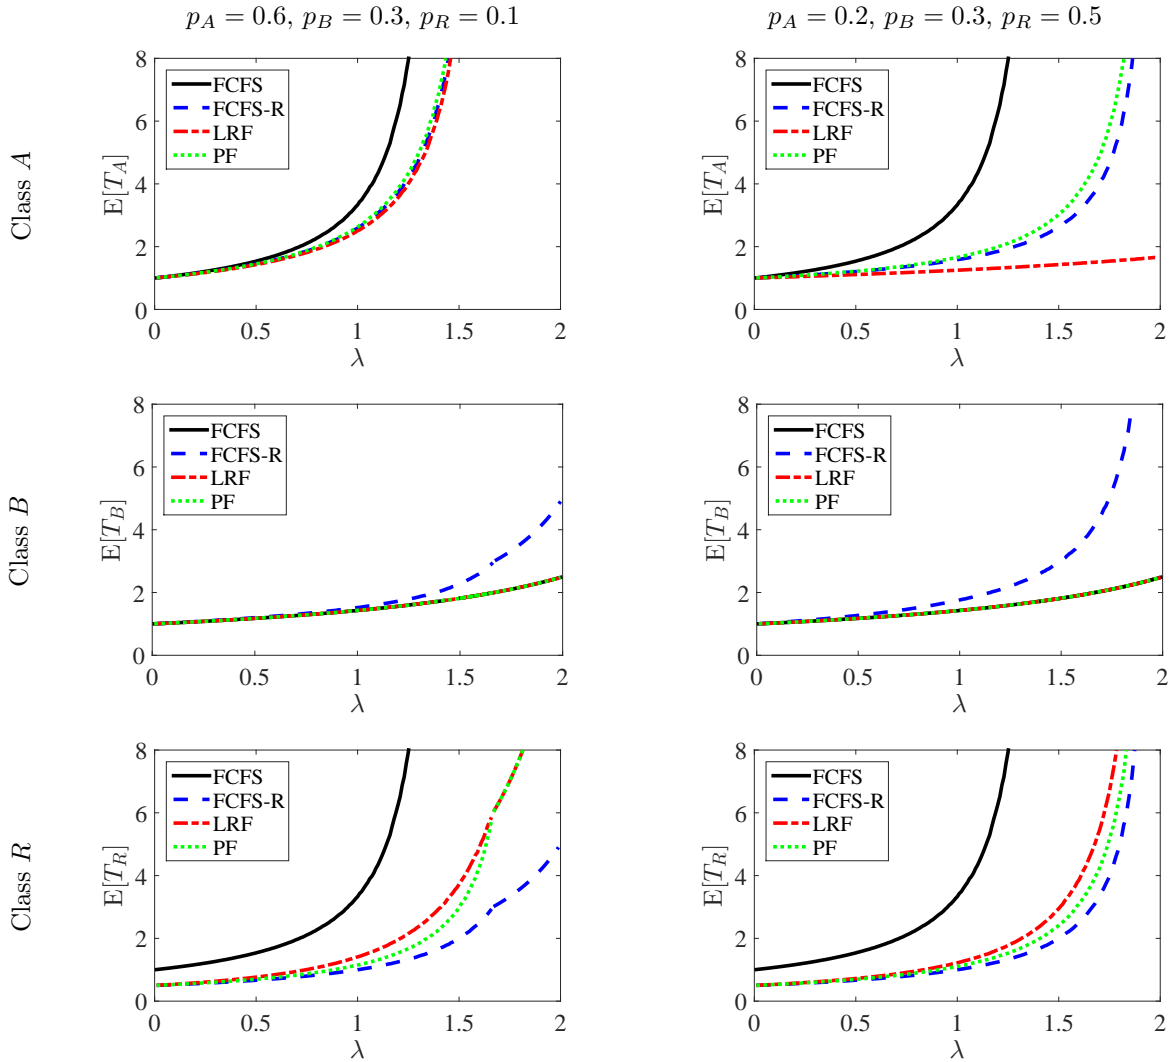 p_A = 0.6, p_B = 0.3, p_R = 0.1
p_A = 0.2, p_B = 0.3, p_R = 0.5
Class A
E[T_A]
8
6
4
2
0
FCFS
FCFS-R
LRF
PF
0 0.5 1 1.5 2
λ
E[T_A]
8
6
4
2
0
FCFS
FCFS-R
LRF
PF
0 0.5 1 1.5 2
λ
Class B
E[T_B]
8
6
4
2
0
FCFS
FCFS-R
LRF
PF
0 0.5 1 1.5 2
λ
E[T_B]
8
6
4
2
0
FCFS
FCFS-R
LRF
PF
0 0.5 1 1.5 2
λ
Class R
E[T_R]
8
6
4
2
0
FCFS
FCFS-R
LRF
PF
0 0.5 1 1.5 2
λ
E[T_R]
8
6
4
2
0
FCFS
FCFS-R
LRF
PF
0 0.5 1 1.5 2
λ